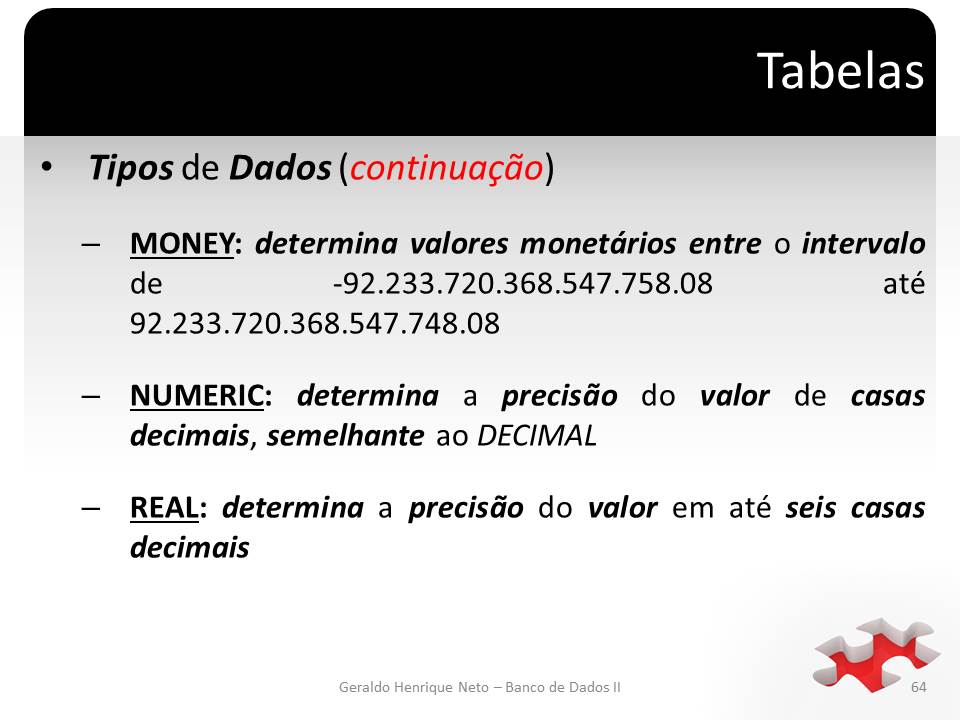 Tabelas
• Tipos de Dados (continuação)
– MONEY: determina valores monetários entre o intervalo
de -92.233.720.368.547.758.08 até
92.233.720.368.547.748.08
– NUMERIC: determina a precisão do valor de casas
decimais, semelhante ao DECIMAL
– REAL: determina a precisão do valor em até seis casas
decimais
Geraldo Henrique Neto – Banco de Dados II
64